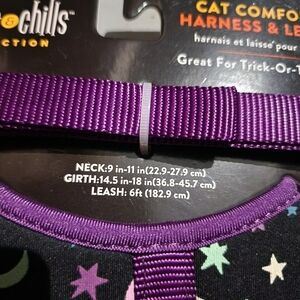 chills
CAT COMFO
HARNESS & LE
CTION
harnais et laisse pour
Great For Trick-Or-T
NECK:9 in-11 in(22.9-27.9 cm)
GIRTH:14.5 in-18 in(36.8-45.7 cm)
LEASH: 6ft (182.9 cm)